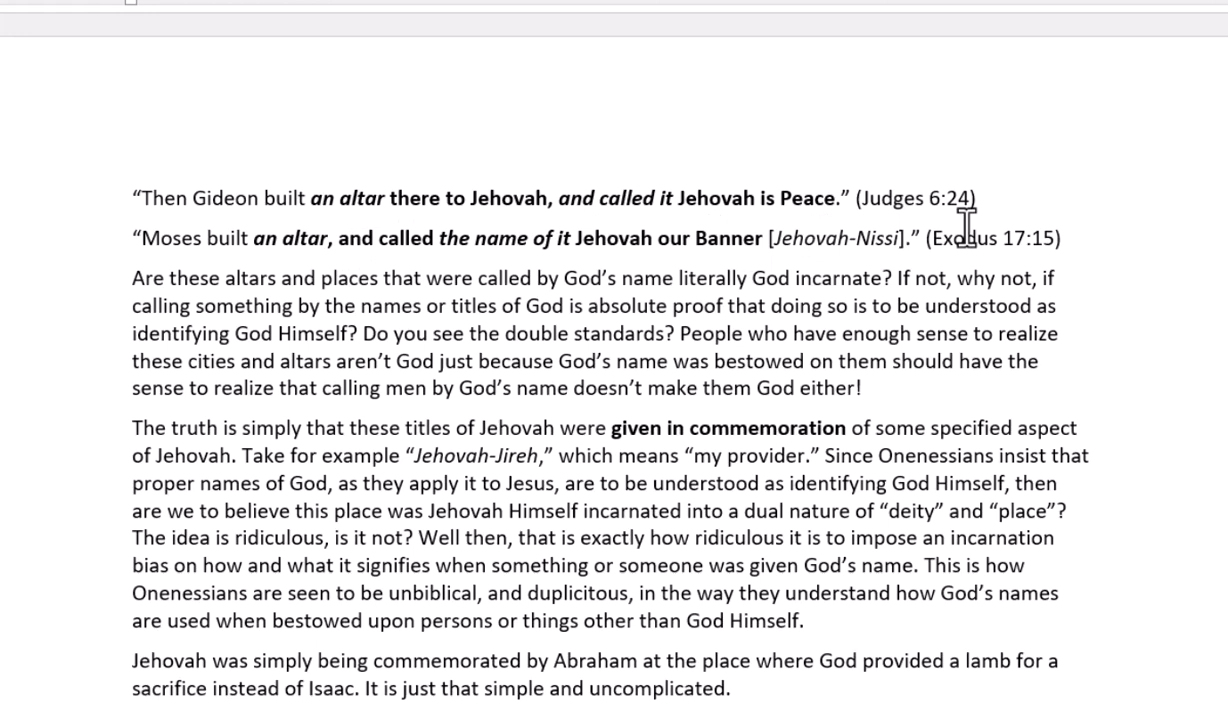 “Then Gideon built an altar there to Jehovah, and called it Jehovah is Peace.” (Judges 6:24)
“Moses built an altar, and called the name of it Jehovah our Banner [Jehovah-Nissi].” (Exodus 17:15)
Are these altars and places that were called by God’s name literally God incarnate? If not, why not, if
calling something by the names or titles of God is absolute proof that doing so is to be understood as
identifying God Himself? Do you see the double standards? People who have enough sense to realize
these cities and altars aren’t God just because God’s name was bestowed on them should have the
sense to realize that calling men by God’s name doesn’t make them God either!
The truth is simply that these titles of Jehovah were given in commemoration of some specified aspect
of Jehovah. Take for example “Jehovah-Jireh,” which means “my provider.” Since Onenessians insist that
proper names of God, as they apply it to Jesus, are to be understood as identifying God Himself, then
are we to believe this place was Jehovah Himself incarnated into a dual nature of “deity” and “place”?
The idea is ridiculous, is it not? Well then, that is exactly how ridiculous it is to impose an incarnation
bias on how and what it signifies when something or someone was given God’s name. This is how
Onenessians are seen to be unbiblical, and duplicitous, in the way they understand how God’s names
are used when bestowed upon persons or things other than God Himself.
Jehovah was simply being commemorated by Abraham at the place where God provided a lamb for a
sacrifice instead of Isaac. It is just that simple and uncomplicated.